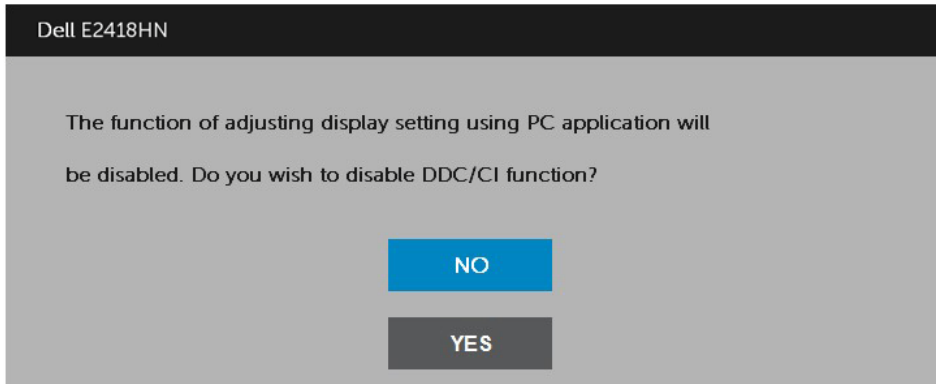 Dell E2418HN
The function of adjusting display setting using PC application will
be disabled. Do you wish to disable DDC/CI function?
NO
YES